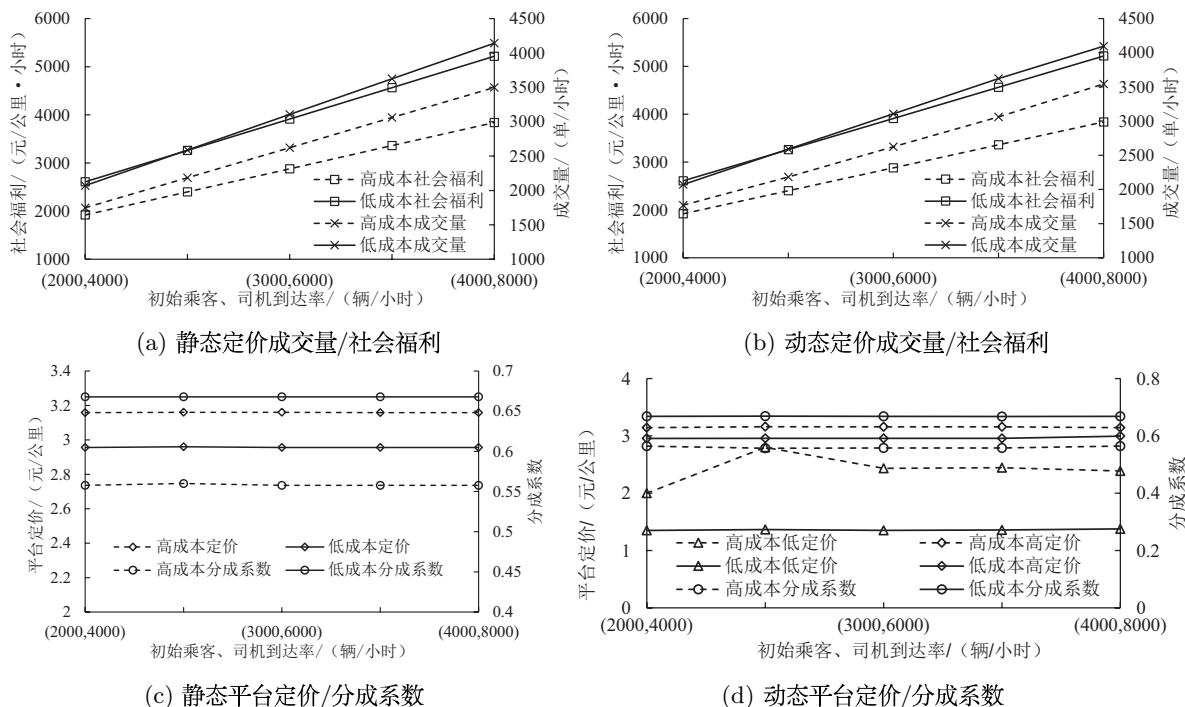 6000
5000
4000
3000
2000
1000
社会福利/（元/公里·小时）
4500
4000
3500
3000
2500
2000
1500
1000
成交量/（单/小时）
高成本社会福利
低成本社会福利
高成本成交量
低成本成交量
(2000,4000) (3000,6000) (4000,8000)
初始乘客、司机到达率/（辆/小时）
(a) 静态定价成交量/社会福利
6000
5000
4000
3000
2000
1000
社会福利/（元/公里·小时）
4500
4000
3500
3000
2500
2000
1500
1000
成交量/（单/小时）
高成本社会福利
低成本社会福利
高成本成交量
低成本成交量
(2000,4000) (3000,6000) (4000,8000)
初始乘客、司机到达率/（辆/小时）
(b) 动态定价成交量/社会福利
3.4
3.2
3
2.8
2.6
2.4
2.2
2
平台定价/（元/公里）
0.7
0.65
0.6
0.55
0.5
0.45
0.4
分成系数
高成本定价 低成本定价
高成本分成系数 低成本分成系数
(2000,4000) (3000,6000) (4000,8000)
初始乘客、司机到达率/（辆/小时）
(c) 静态平台定价/分成系数
4
3
2
1
0
平台定价/（元/公里）
0.8
0.6
0.4
0.2
0
分成系数
高成本低定价 高成本高定价
低成本低定价 低成本高定价
高成本分成系数 低成本分成系数
(2000,4000) (3000,6000) (4000,8000)
初始乘客、司机到达率/（辆/小时）
(d) 动态平台定价/分成系数